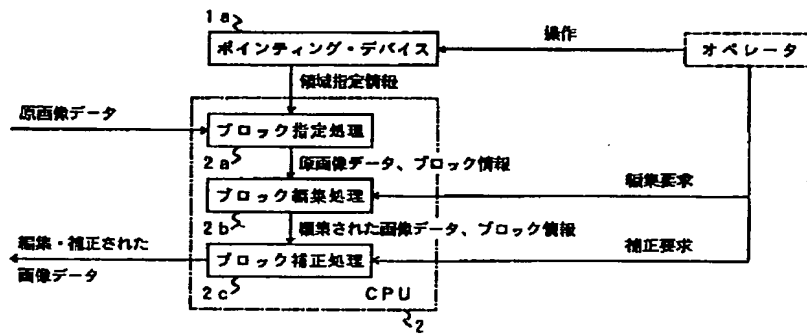 1a
ポインティング・デバイス
操作
オペレータ
領域指定情報
原画像データ
ブロック指定処理
2a
原画像データ、ブロック情報
ブロック編集処理
編集要求
2b
編集された画像データ、ブロック情報
編集・補正された
画像データ
ブロック補正処理
補正要求
2c
CPU
2